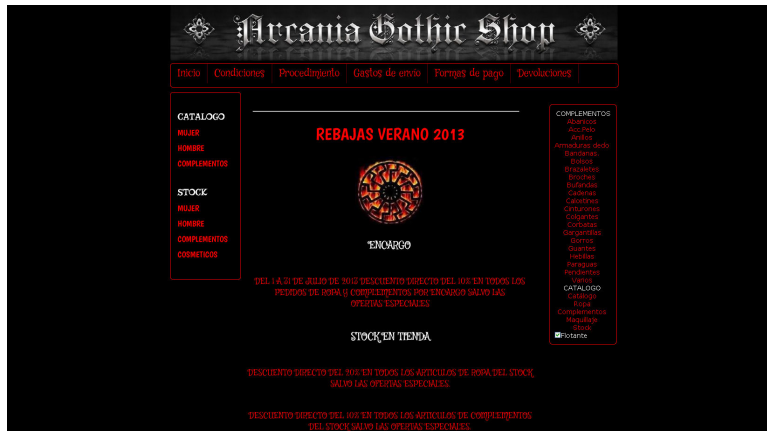 Arcania Gothic Shop
Inicio
Condiciones
Procedimiento
Gastos de envio
Formas de pago
Devoluciones
CATALOGO
MUJER
HOMBRE
COMPLEMENTOS
STOCK
MUJER
HOMBRE
COMPLEMENTOS
COSMETICOS
REBAJAS VERANO 2013
ENCARGO
DEL 1 A 31 DE JULIO DE 2013 DESCUENTO DIRECTO DEL 10% EN TODOS LOS
PEDIDOS DE ROPA Y COMPLEMENTOS POR ENCARGO SALVO LAS
OFERTAS ESPECIALES
STOCK EN TIENDA
DESCUENTO DIRECTO DEL 20% EN TODOS LOS ARTICULOS DE ROPA DEL STOCK
SALVO LAS OFERTAS ESPECIALES
DESCUENTO DIRECTO DEL 10% EN TODOS LOS ARTICULOS DE COMPLEMENTOS
DEL STOCK SALVO LAS OFERTAS ESPECIALES.
COMPLEMENTOS
Abanicos
Acc.Pelo
Anillos
Armaduras dedo
Bandanas
Bolsos
Brazaletes
Broches
Bufandas
Cadenas
Calcetines
Cinturones
Colgantes
Corbatas
Gargantillas
Gorros
Guantes
Hebillas
Paraguas
Pendientes
Varios
CATALOGO
Catalogo
Ropa
Complementos
Maquillaje
Stock
Flotante